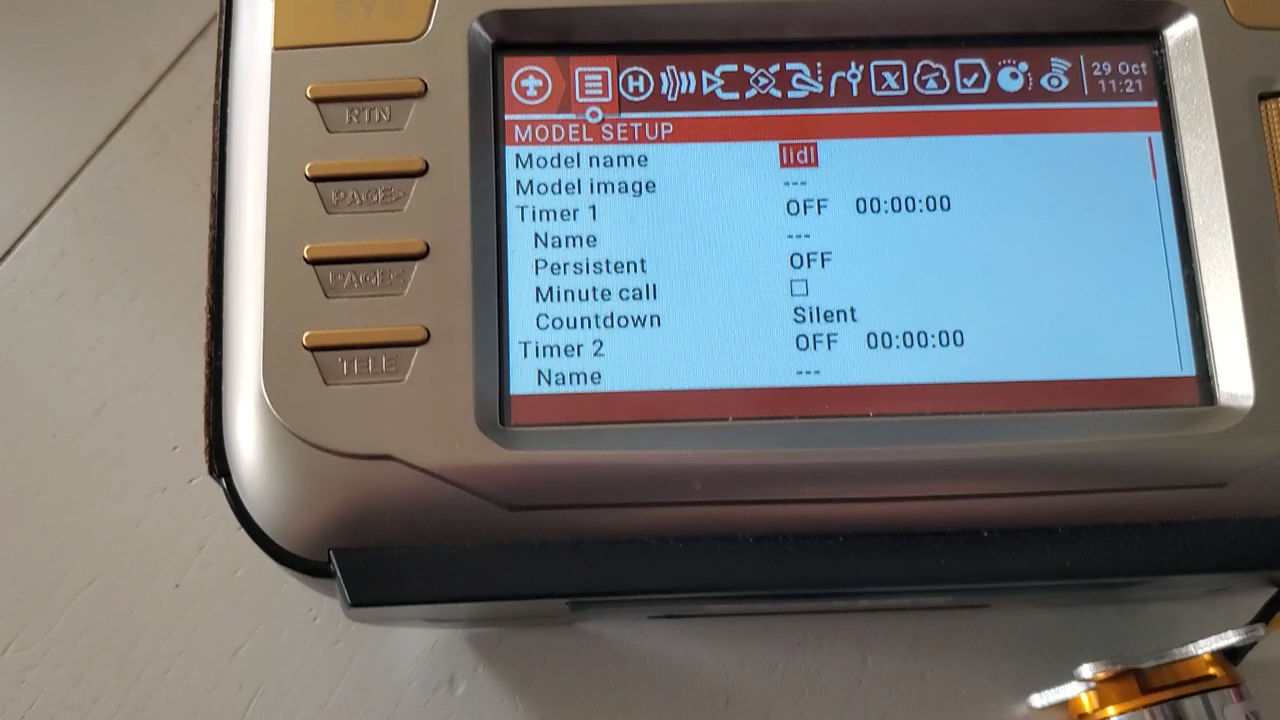 SYS
RTN
PAGE>
PAGE<
TELE
29 Oct
11:21
MODEL SETUP
Model name lidl
Model image ---
Timer 1 OFF 00:00:00
Name ---
Persistent OFF
Minute call
Countdown Silent
Timer 2 OFF 00:00:00
Name ---